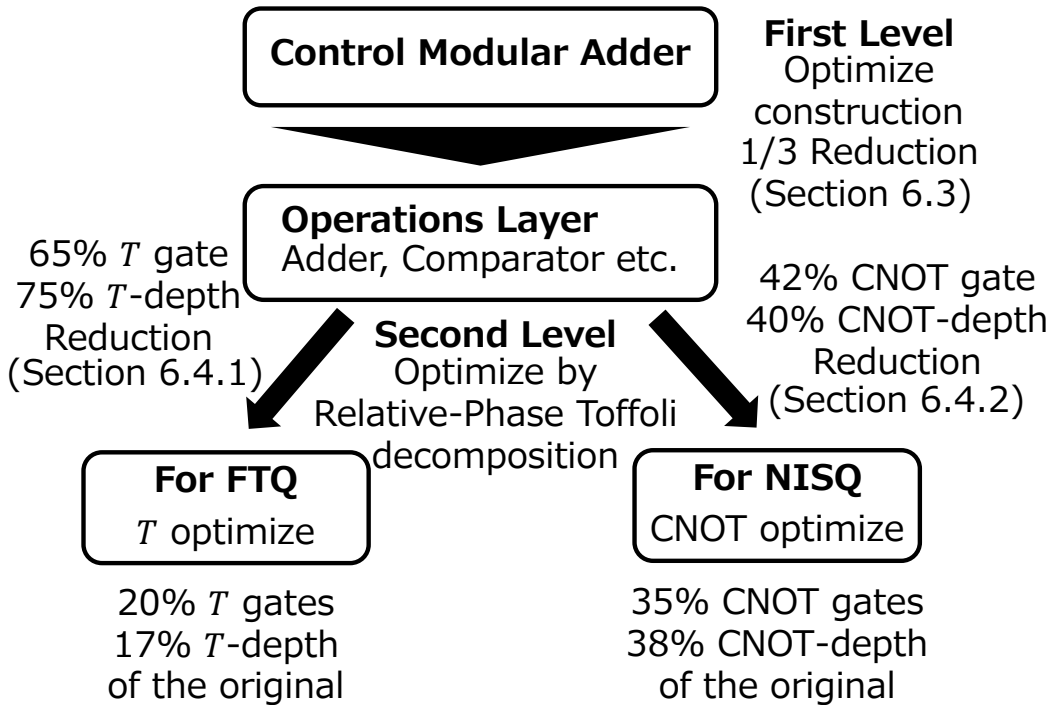 Control Modular Adder
First Level
Optimize
construction
1/3 Reduction
(Section 6.3)
Operations Layer
Adder, Comparator etc.
65% T gate
75% T-depth
Reduction
(Section 6.4.1)
Second Level
Optimize by
Relative-Phase Toffoli
decomposition
42% CNOT gate
40% CNOT-depth
Reduction
(Section 6.4.2)
For FTQ
T optimize
For NISQ
CNOT optimize
20% T gates
17% T-depth
of the original
35% CNOT gates
38% CNOT-depth
of the original